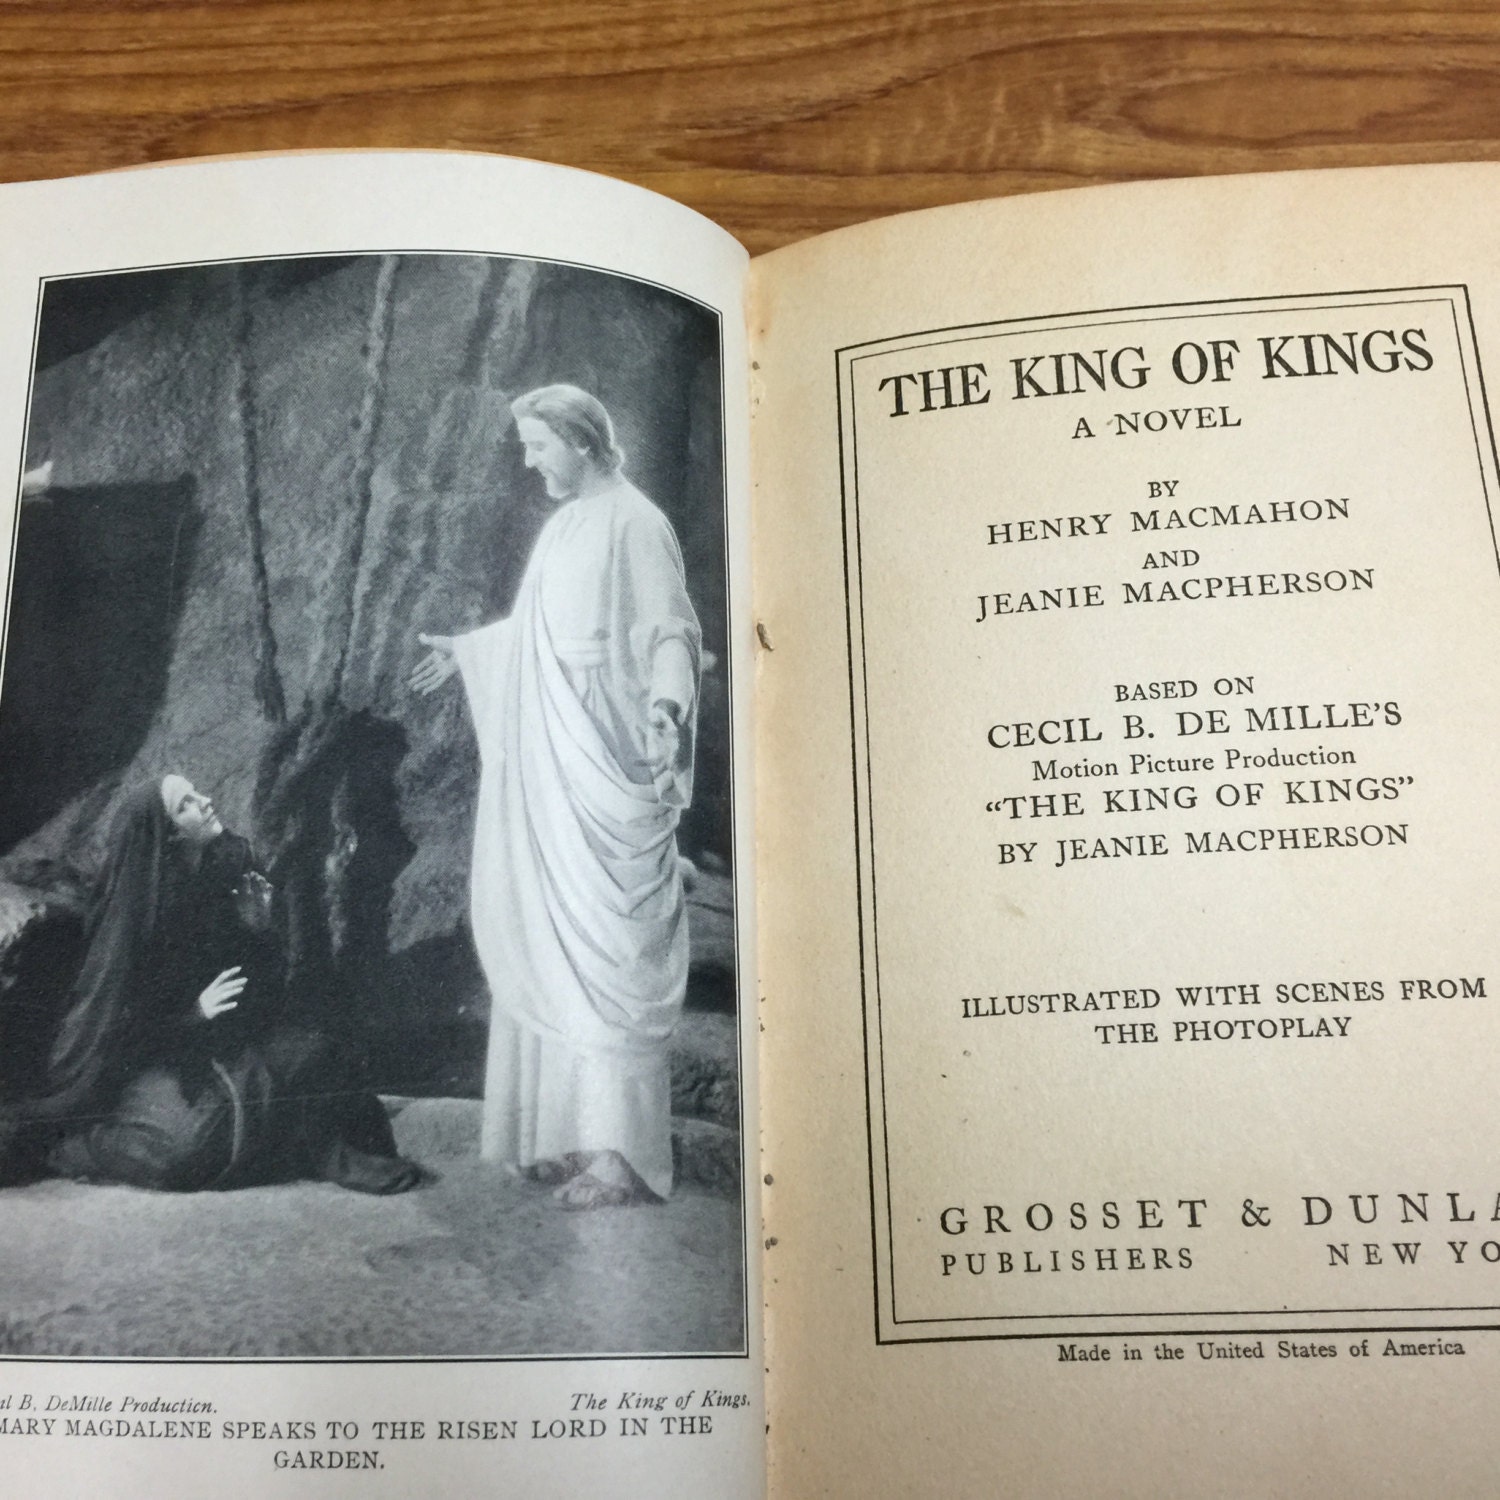 il B. DeMille Production. The King of Kings.
MARY MAGDALENE SPEAKS TO THE RISEN LORD IN THE
GARDEN.
THE KING OF KINGS
A NOVEL
BY
HENRY MACMAHON
AND
JEANIE MACPHERSON
BASED ON
CECIL B. DE MILLE'S
Motion Picture Production
“THE KING OF KINGS”
BY JEANIE MACPHERSON
ILLUSTRATED WITH SCENES FROM
THE PHOTOPLAY
GROSSET & DUNLA
PUBLISHERS NEW YO
Made in the United States of America